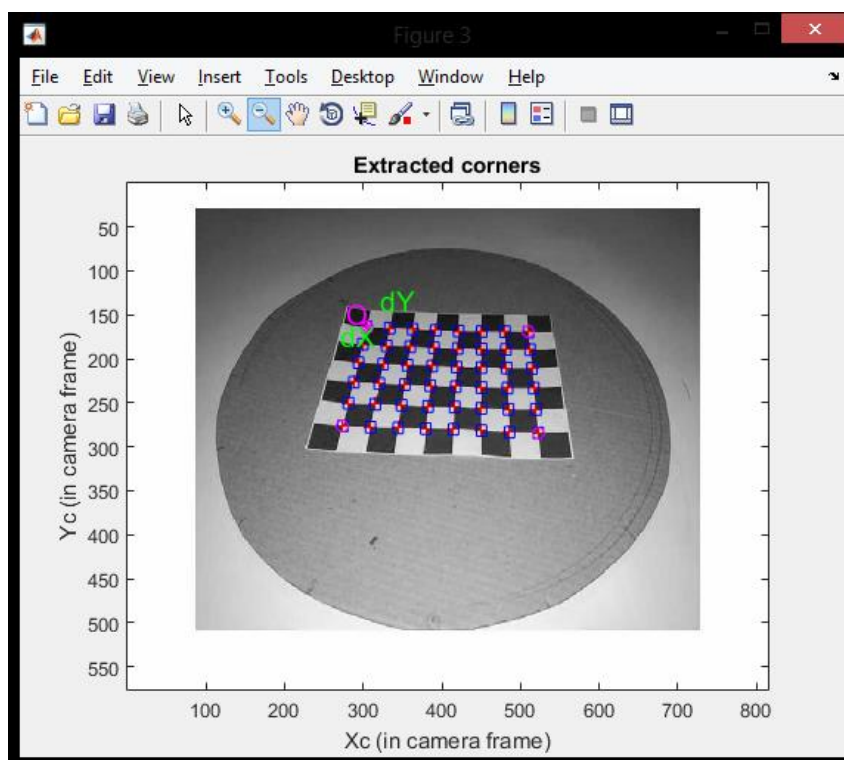 Figure 3
File Edit View Insert Tools Desktop Window Help
Extracted corners
50
100
150
200
250
300
350
400
450
500
550
Yc (in camera frame)
O
dY
dX
100 200 300 400 500 600 700 800
Xc (in camera frame)